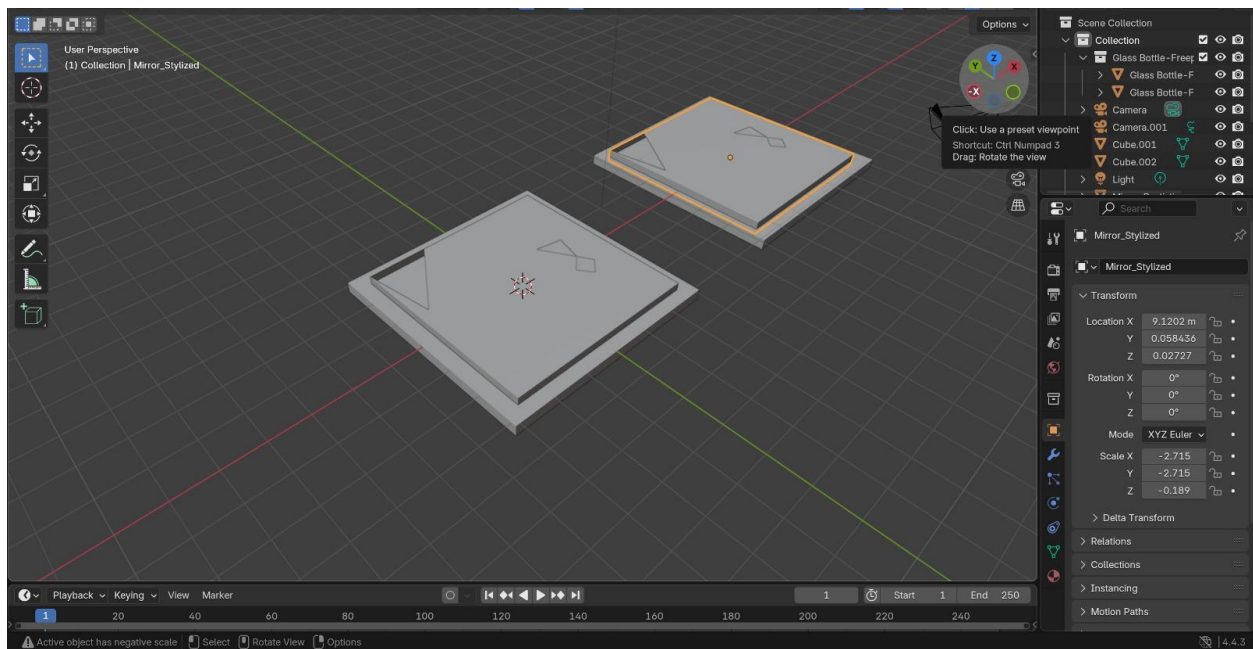 Options
User Perspective
(1) Collection | Mirror_Stylized
Z
Y
X
-X
Click: Use a preset viewpoint
Shortcut: Ctrl Numpad 3
Drag: Rotate the view
Scene Collection
Collection
Glass Bottle-Freep
Glass Bottle-F
Glass Bottle-F
Camera
Camera.001
Cube.001
Cube.002
Light
Search
Mirror_Stylized
Mirror_Stylized
Transform
Location X 9.1202 m
Y 0.058436
Z 0.02727
Rotation X 0°
Y 0°
Z 0°
Mode XYZ Euler
Scale X -2.715
Y -2.715
Z -0.189
Delta Transform
Relations
Collections
Instancing
Motion Paths
Playback Keying View Marker 1 Start 1 End 250
1 20 40 60 80 100 120 140 160 180 200 220 240
Active object has negative scale Select Rotate View Options 4.4.3